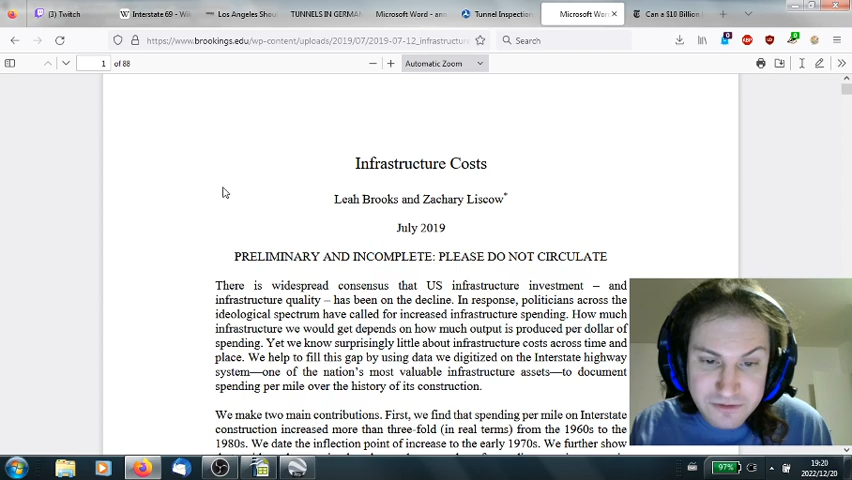 (3) Twitch
Interstate 69 - Wik
Los Angeles Shou
TUNNELS IN GERMAN
Microsoft Word - ann
Tunnel Inspection
Microsoft Wor
Can a $10 Billion
https://www.brookings.edu/wp-content/uploads/2019/07/2019-07-12_infrastructure
Search
1 of 88
Automatic Zoom
Infrastructure Costs
Leah Brooks and Zachary Liscow*
July 2019
PRELIMINARY AND INCOMPLETE: PLEASE DO NOT CIRCULATE
There is widespread consensus that US infrastructure investment – and
infrastructure quality – has been on the decline. In response, politicians across the
ideological spectrum have called for increased infrastructure spending. How much
infrastructure we would get depends on how much output is produced per dollar of
spending. Yet we know surprisingly little about infrastructure costs across time and
place. We help to fill this gap by using data we digitized on the Interstate highway
system—one of the nation's most valuable infrastructure assets—to document
spending per mile over the history of its construction.
We make two main contributions. First, we find that spending per mile on Interstate
construction increased more than three-fold (in real terms) from the 1960s to the
1980s. We date the inflection point of increase to the early 1970s. We further show
97%
19:20
2022/12/20